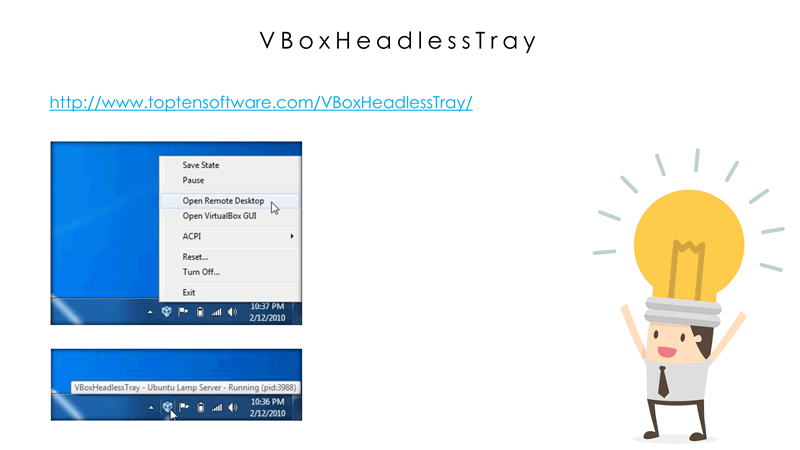 VBoxHeadlessTray
http://www.toptensoftware.com/VBoxHeadlessTray/
Save State
Pause
Open Remote Desktop
Open VirtualBox GUI
ACPI
Reset...
Turn Off...
Exit
10:37 PM
2/12/2010
VBoxHeadlessTray - Ubuntu Lamp Server - Running (pid:3988)
10:36 PM
2/12/2010